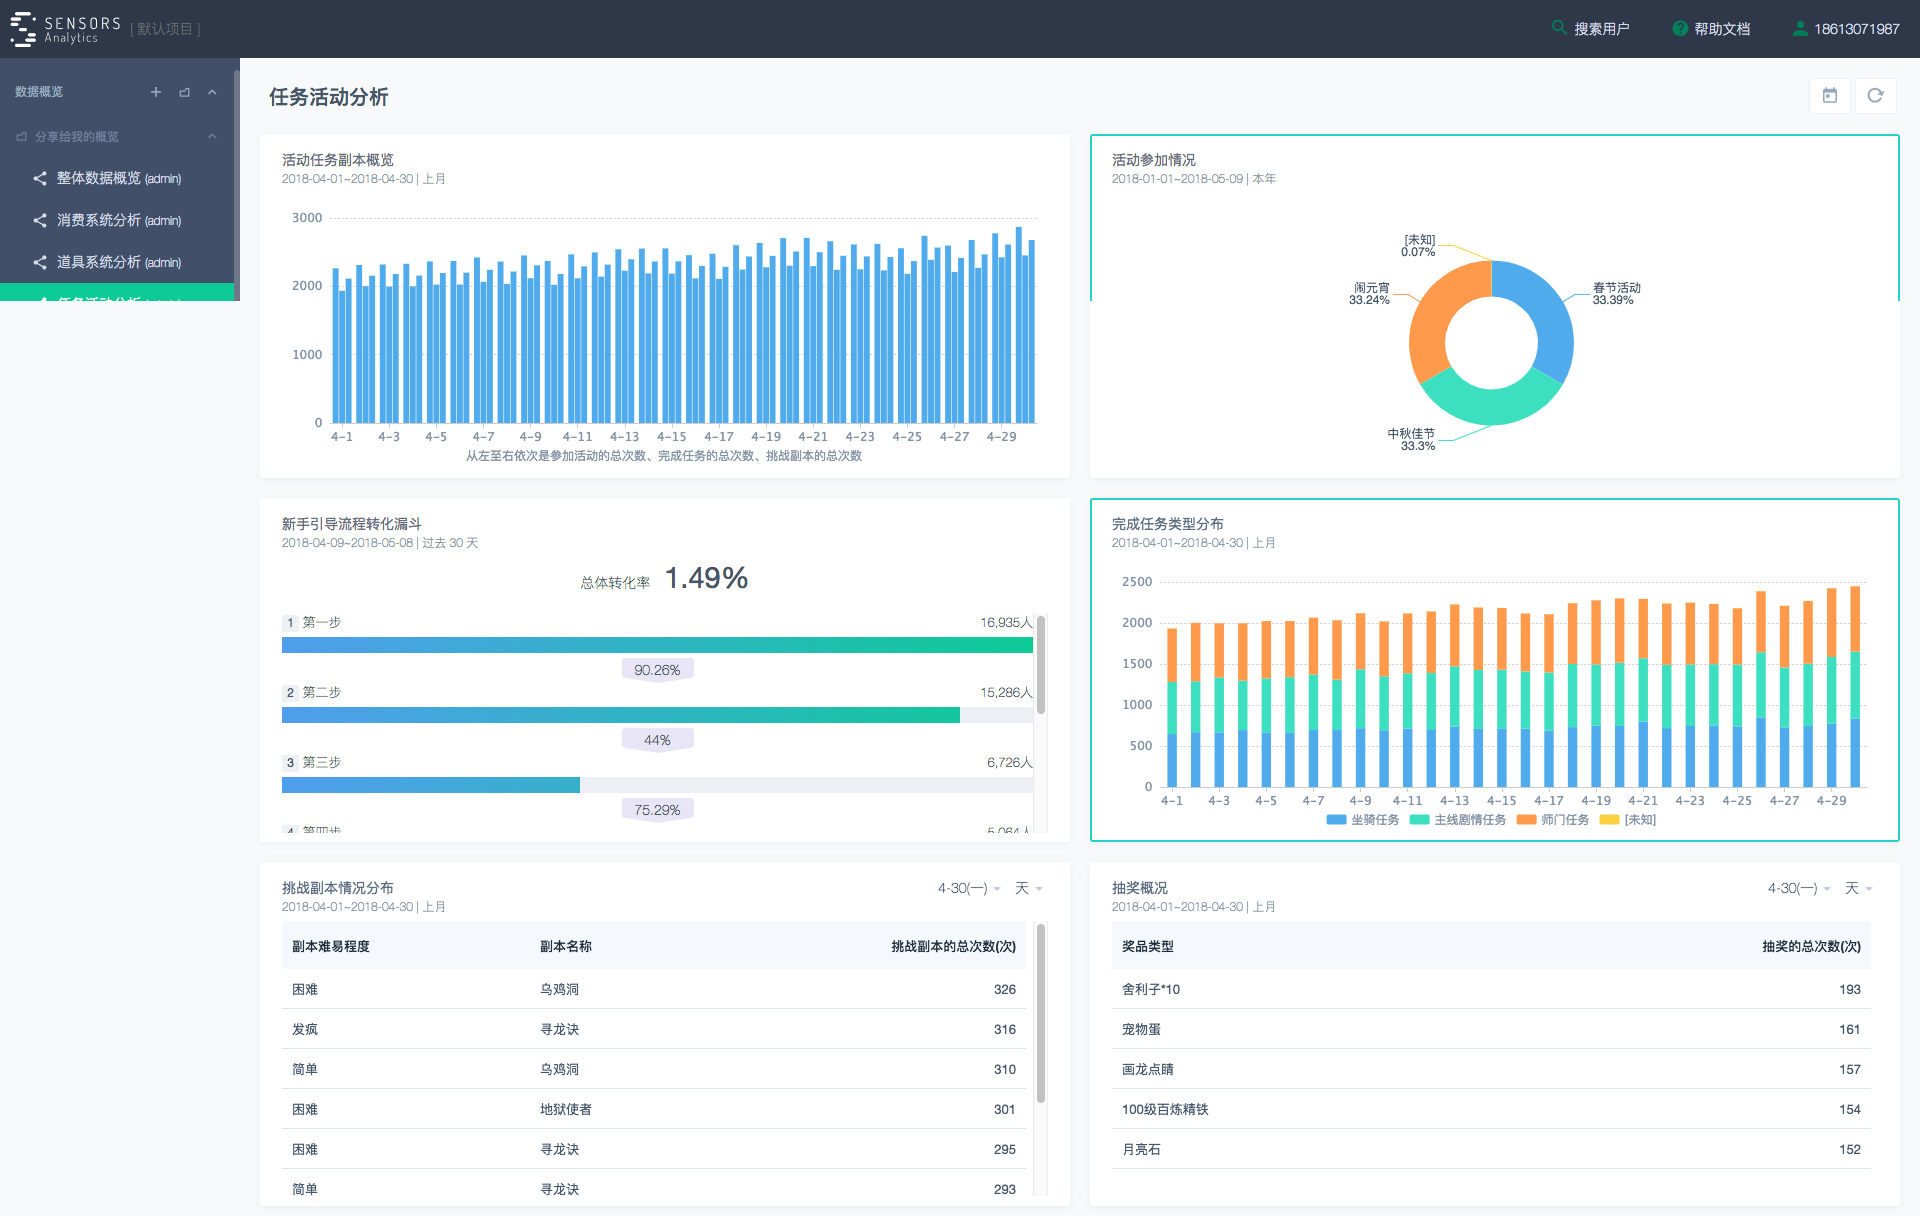 SENSORS
Analytics
[ 默认项目 ]
搜索用户
帮助文档
18613071987
数据概览
分享给我的概览
整体数据概览 (admin)
消费系统分析 (admin)
道具系统分析 (admin)
任务活动分析 (admin)
任务活动分析
活动任务副本概览
2018-04-01~2018-04-30 | 上月
3000
2000
1000
0
4-1 4-3 4-5 4-7 4-9 4-11 4-13 4-15 4-17 4-19 4-21 4-23 4-25 4-27 4-29
从左至右依次是参加活动的总次数、完成任务的总次数、挑战副本的总次数
活动参加情况
2018-01-01~2018-05-09 | 本年
[未知]
0.07%
闹元宵
33.24%
春节活动
33.39%
中秋佳节
33.3%
新手引导流程转化漏斗
2018-04-09~2018-05-08 | 过去 30 天
总体转化率 1.49%
1 第一步 16,935人
90.26%
2 第二步 15,286人
44%
3 第三步 6,726人
75.29%
4 第四步 5,064人
完成任务类型分布
2018-04-01~2018-04-30 | 上月
2500
2000
1500
1000
500
0
4-1 4-3 4-5 4-7 4-9 4-11 4-13 4-15 4-17 4-19 4-21 4-23 4-25 4-27 4-29
坐骑任务 主线剧情任务 师门任务 [未知]
挑战副本情况分布 4-30(一) 天
2018-04-01~2018-04-30 | 上月
副本难易程度 副本名称 挑战副本的总次数(次)
困难 乌鸡洞 326
发疯 寻龙诀 316
简单 乌鸡洞 310
困难 地狱使者 301
困难 寻龙诀 295
简单 寻龙诀 293
抽奖概况 4-30(一) 天
2018-04-01~2018-04-30 | 上月
奖品类型 抽奖的总次数(次)
舍利子*10 193
宠物蛋 161
画龙点睛 157
100级百炼精铁 154
月亮石 152